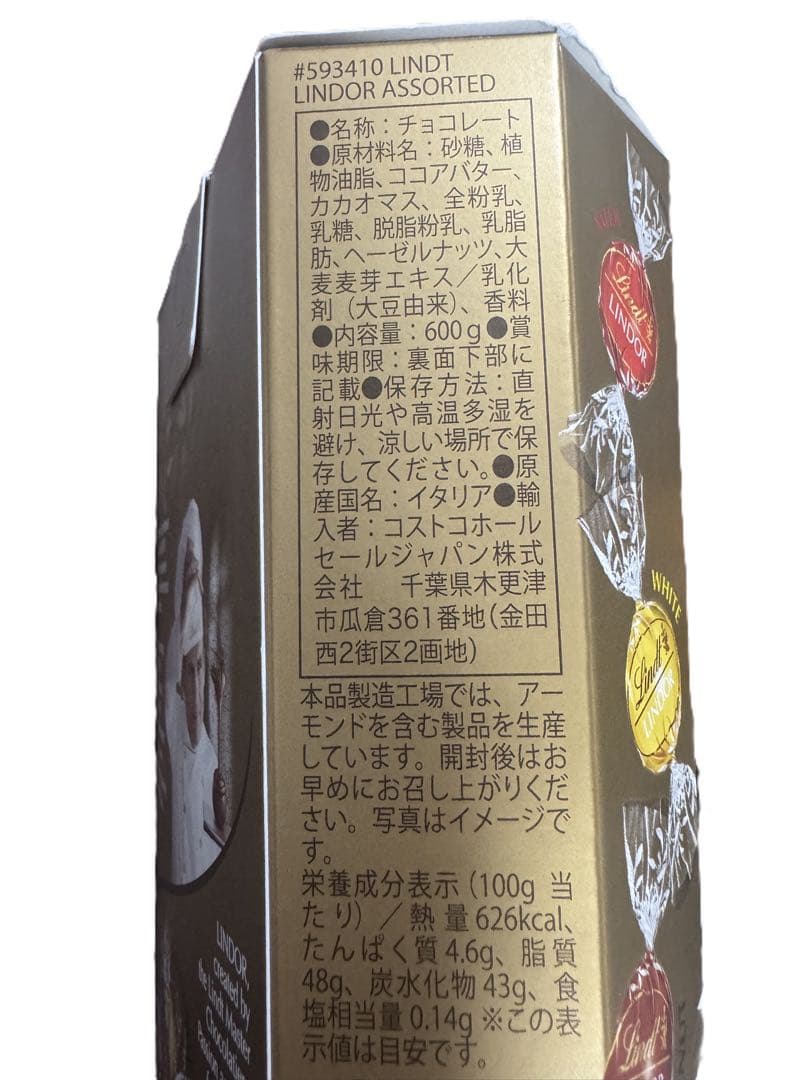 #593410 LINDT
LINDOR ASSORTED
●名称：チョコレート
●原材料名：砂糖、植
物油脂、ココアバター、
カカオマス、全粉乳、
乳糖、脱脂粉乳、乳脂
肪、ヘーゼルナッツ、大
麦麦芽エキス／乳化
剤（大豆由来）、香料
●内容量：600g●賞
味期限：裏面下部に
記載●保存方法：直
射日光や高温多湿を
避け、涼しい場所で保
存してください。●原
産国名：イタリア●輸
入者：コストコホール
セールジャパン株式
会社　千葉県木更津
市瓜倉361番地（金田
西2街区2画地）
本品製造工場では、アー
モンドを含む製品を生産
しています。開封後はお
早めにお召し上がりくだ
さい。写真はイメージで
す。
栄養成分表示（100g 当
たり）／熱量626kcal、
たんぱく質4.6g、脂質
48g、炭水化物43g、食
塩相当量0.14g ※この表
示値は目安です。
LINDOR,
created by
the Lindt Master
Lindt
LINDOR
WHITE
Lindt
LINDOR
Lindt
LINDOR